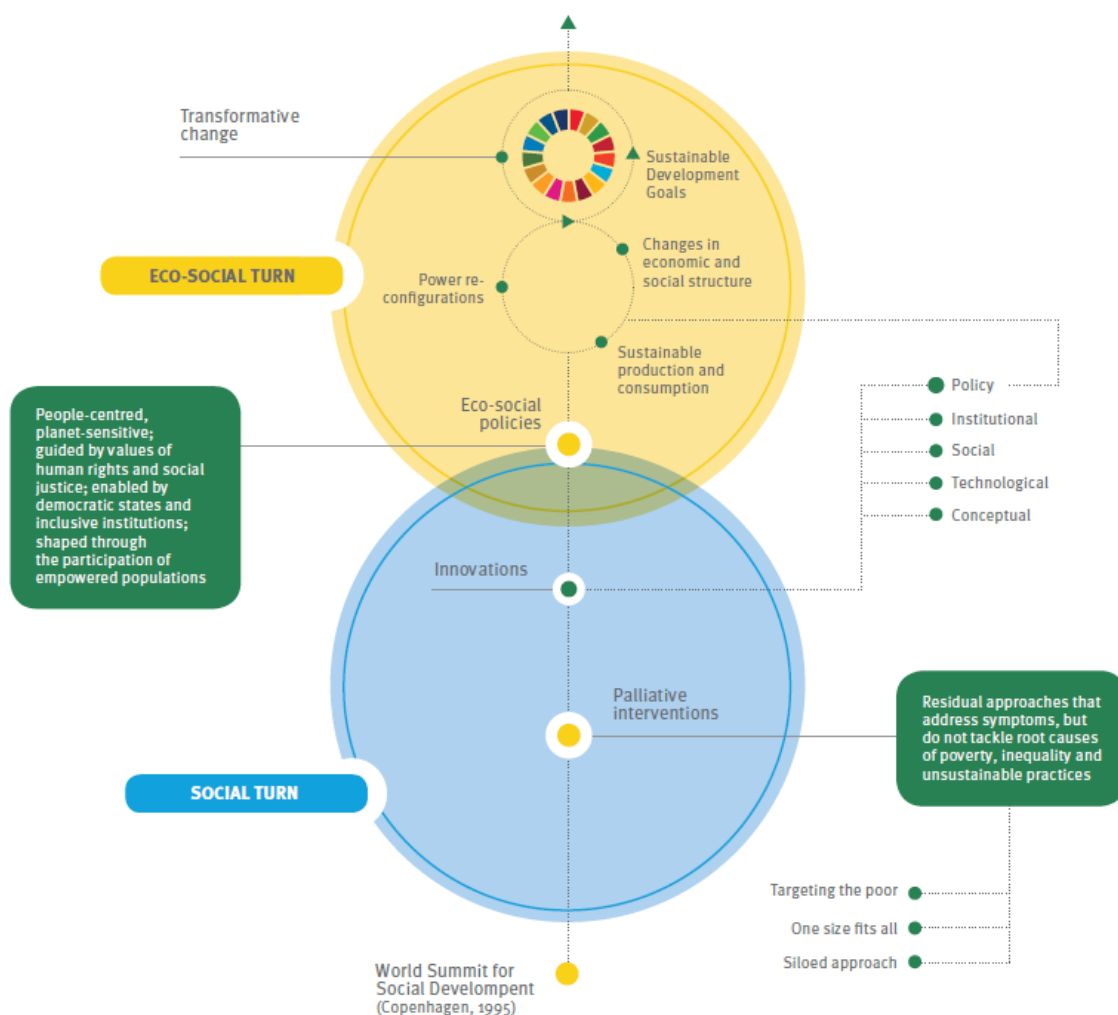 Transformative
change
Sustainable
Development
Goals
ECO-SOCIAL TURN
Power re-
configurations
Changes in
economic and
social structure
Sustainable
production and
consumption
Eco-social
policies
People-centred,
planet-sensitive;
guided by values of
human rights and social
justice; enabled by
democratic states and
inclusive institutions;
shaped through
the participation of
empowered populations
Policy
Institutional
Social
Technological
Conceptual
Innovations
Palliative
interventions
Residual approaches that
address symptoms, but
do not tackle root causes
of poverty, inequality and
unsustainable practices
SOCIAL TURN
Targeting the poor
One size fits all
Siloed approach
World Summit for
Social Develompent
(Copenhagen, 1995)